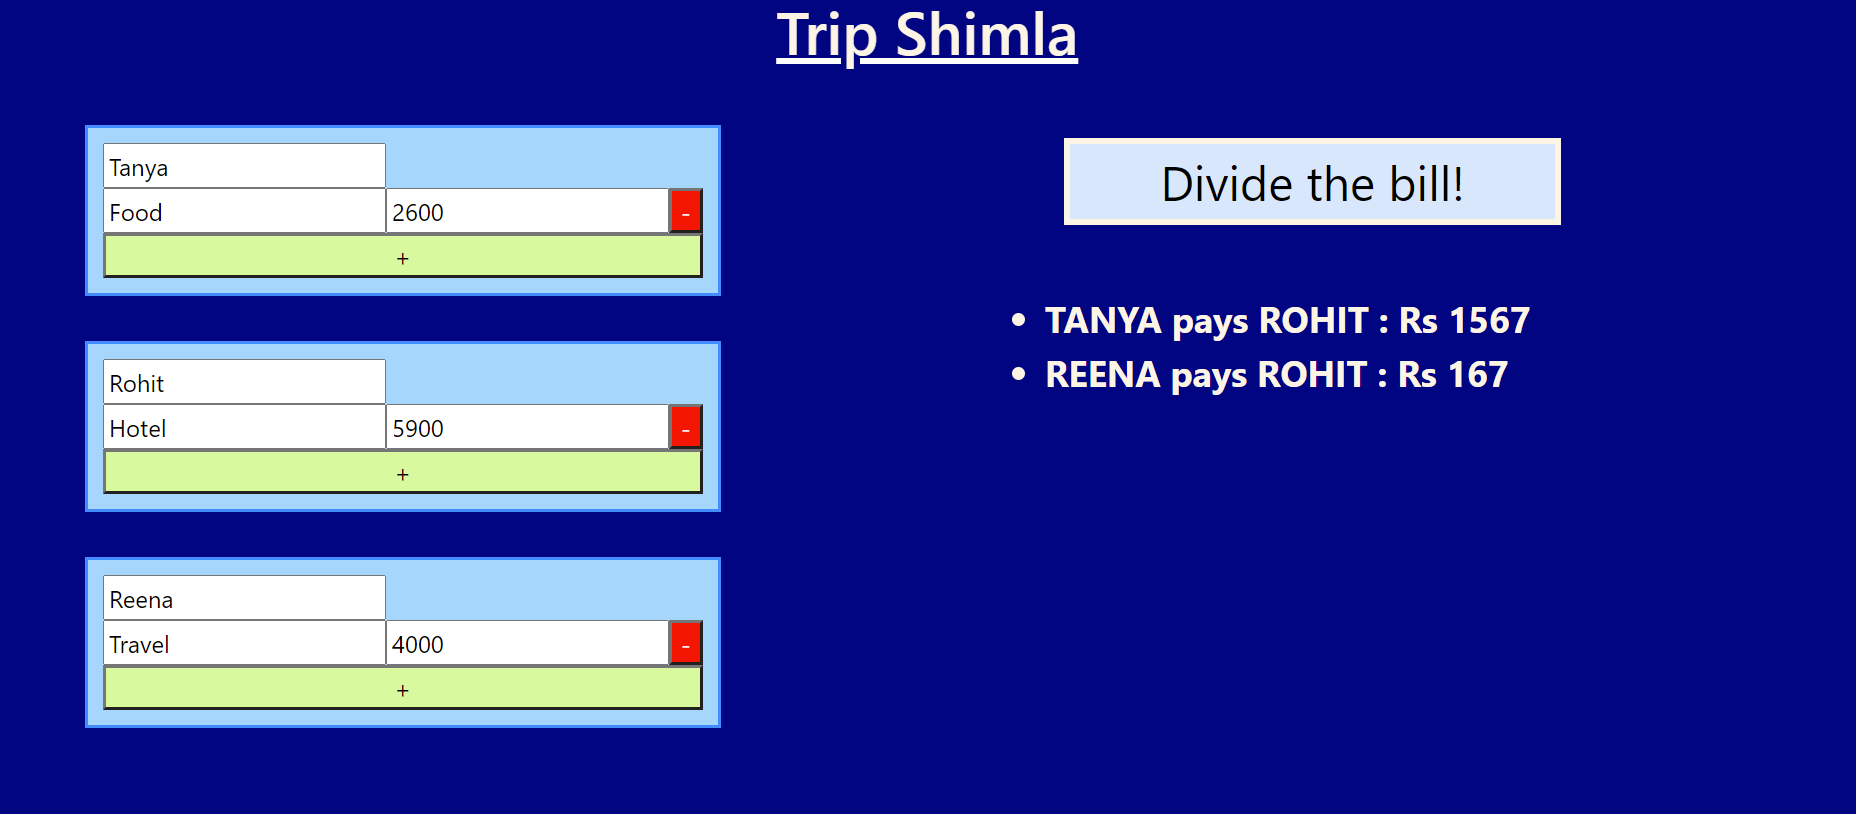 Trip Shimla
Tanya
Food 2600 -
+
Rohit
Hotel 5900 -
+
Reena
Travel 4000 -
+
Divide the bill!
TANYA pays ROHIT : Rs 1567
REENA pays ROHIT : Rs 167